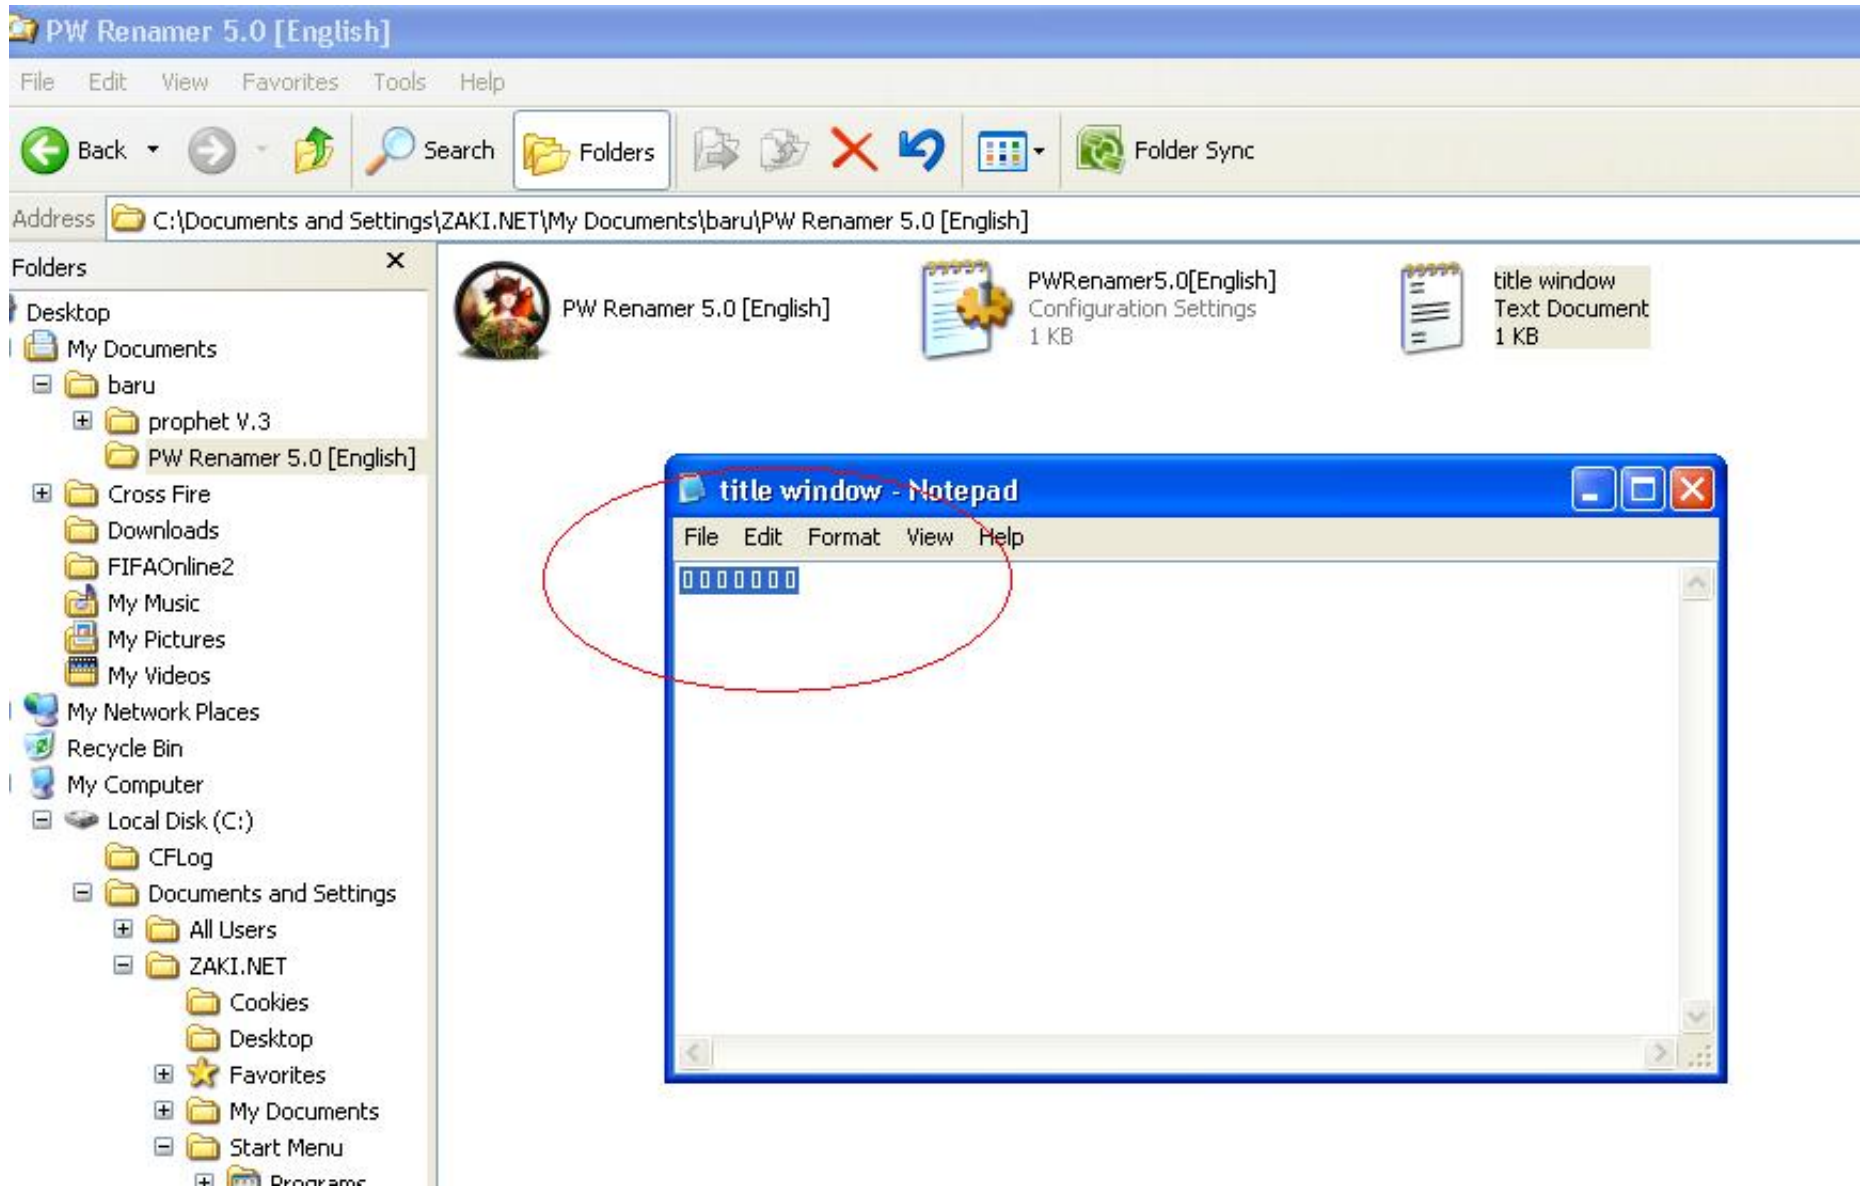 PW Renamer 5.0 [English]
File Edit View Favorites Tools Help
Back Search Folders Folder Sync
Address C:\Documents and Settings\ZAKI.NET\My Documents\baru\PW Renamer 5.0 [English]
Folders
Desktop
My Documents
baru
prophet V.3
PW Renamer 5.0 [English]
Cross Fire
Downloads
FIFAOnline2
My Music
My Pictures
My Videos
My Network Places
Recycle Bin
My Computer
Local Disk (C:)
CFLog
Documents and Settings
All Users
ZAKI.NET
Cookies
Desktop
Favorites
My Documents
Start Menu
Programs
PW Renamer 5.0 [English]
PWRenamer5.0[English]
Configuration Settings
1 KB
title window
Text Document
1 KB
title window - Notepad
File Edit Format View Help
▯▯▯▯▯▯▯